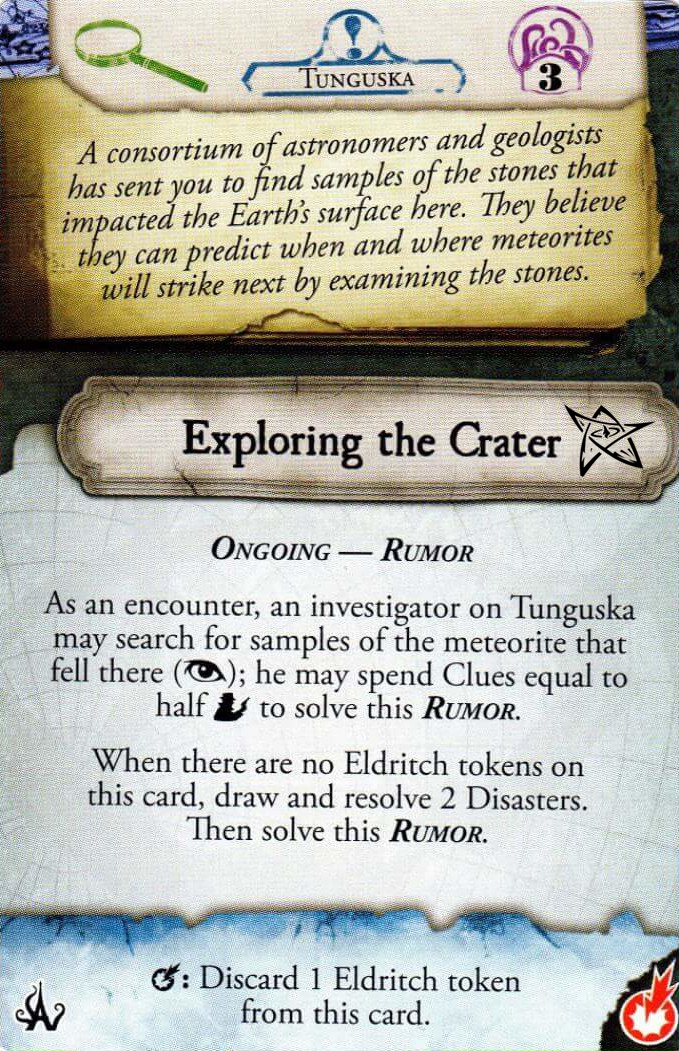 TUNGUSKA
3
A consortium of astronomers and geologists
has sent you to find samples of the stones that
impacted the Earth's surface here. They believe
they can predict when and where meteorites
will strike next by examining the stones.
Exploring the Crater
ONGOING — RUMOR
As an encounter, an investigator on Tunguska
may search for samples of the meteorite that
fell there ( ); he may spend Clues equal to
half to solve this RUMOR.
When there are no Eldritch tokens on
this card, draw and resolve 2 Disasters.
Then solve this RUMOR.
: Discard 1 Eldritch token
from this card.